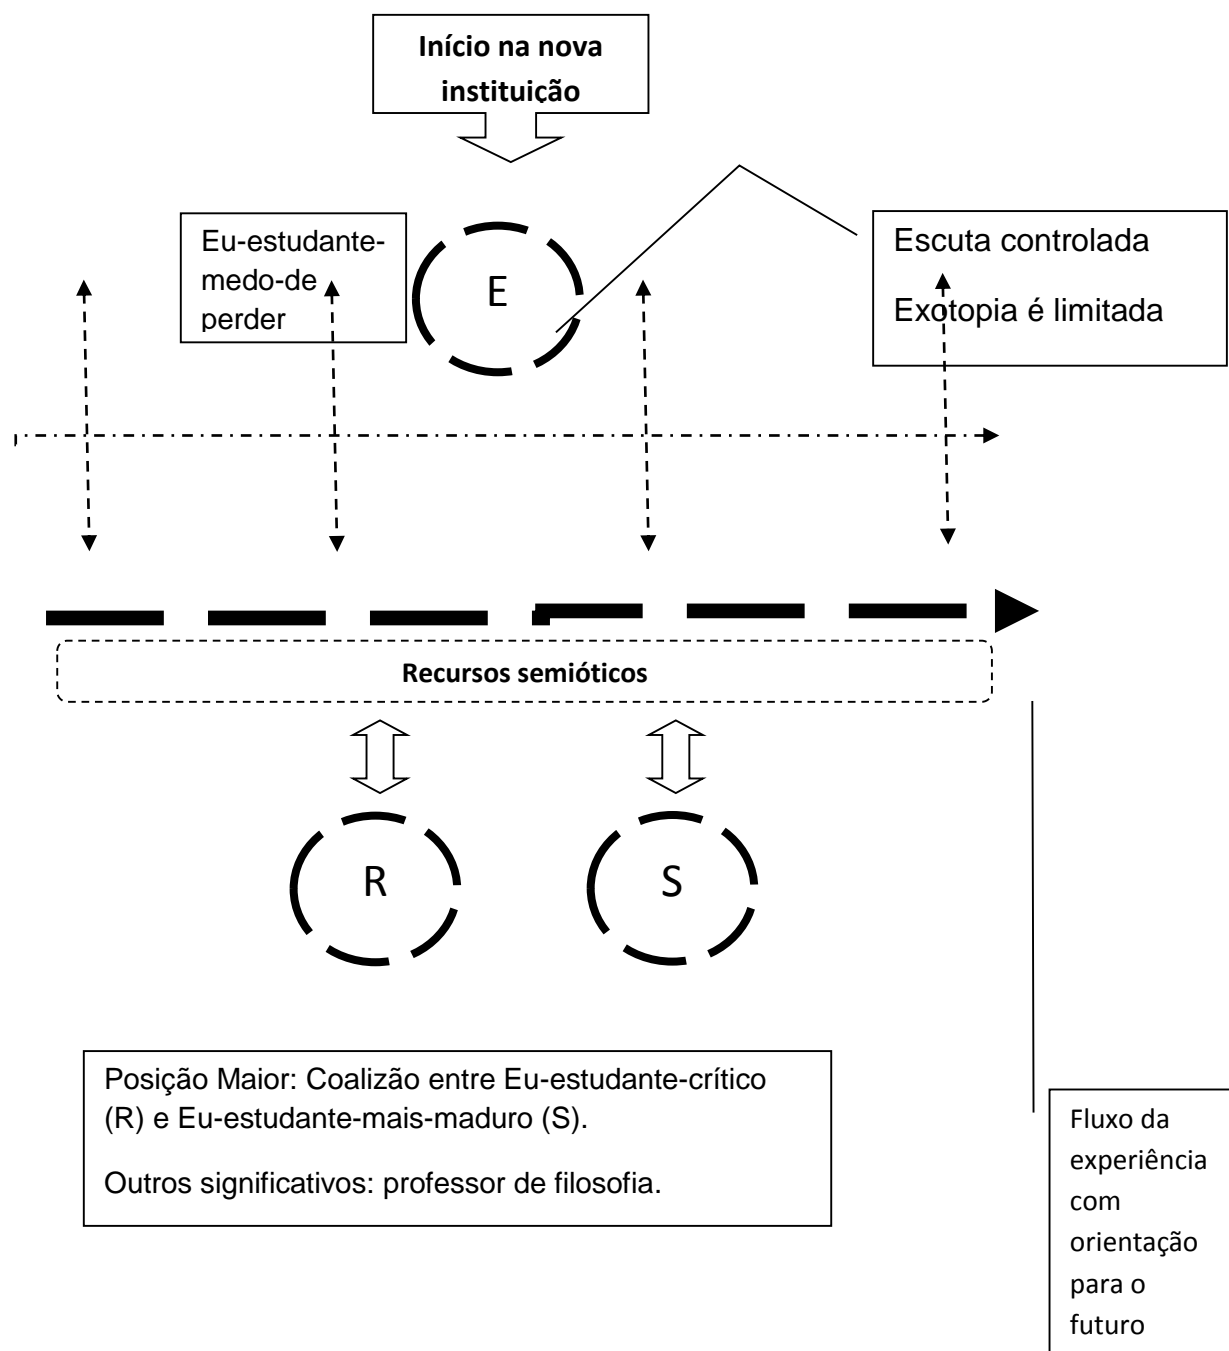 Início na nova
instituição
Eu-estudante-
medo-de
perder
E
Escuta controlada
Exotopia é limitada
Recursos semióticos
R
S
Posição Maior: Coalizão entre Eu-estudante-crítico
(R) e Eu-estudante-mais-maduro (S).
Outros significativos: professor de filosofia.
Fluxo da
experiência
com
orientação
para o
futuro